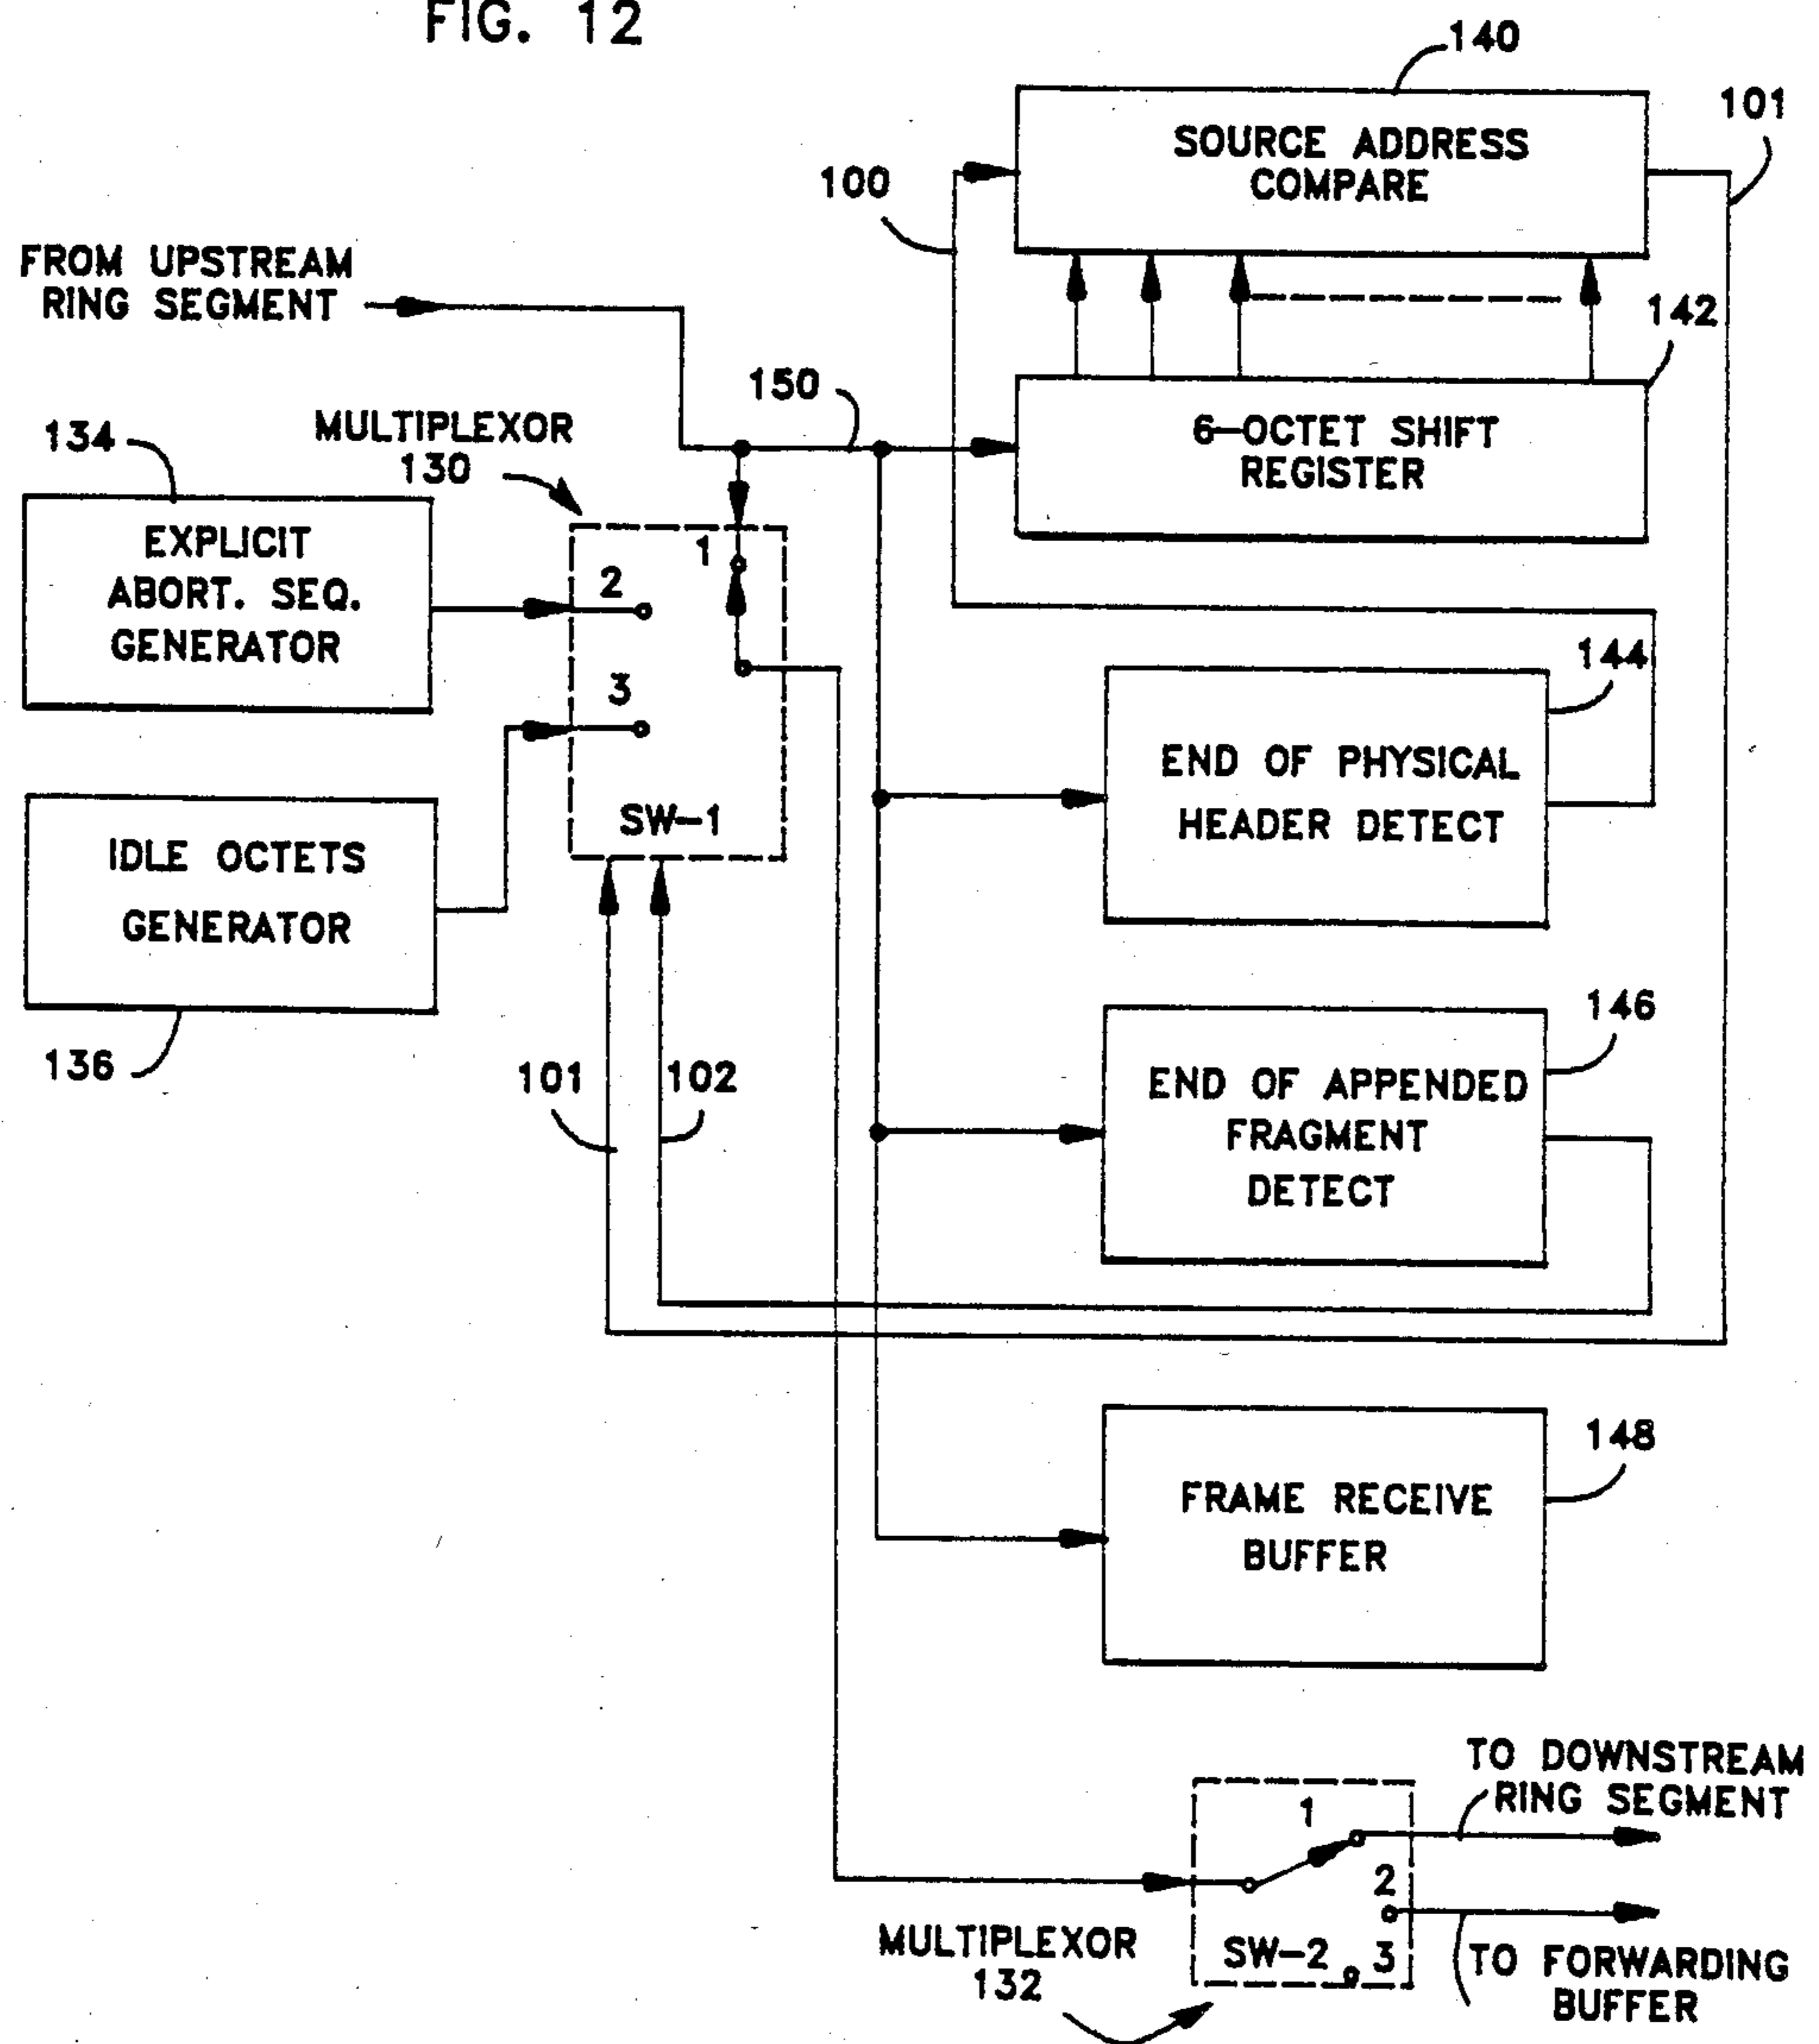 FIG. 12
140
SOURCE ADDRESS
COMPARE
101
100
FROM UPSTREAM
RING SEGMENT
142
150
6-OCTET SHIFT
REGISTER
134
MULTIPLEXOR
130
EXPLICIT
ABORT. SEQ.
GENERATOR
1
2
3
SW-1
144
END OF PHYSICAL
HEADER DETECT
IDLE OCTETS
GENERATOR
136
146
101
102
END OF APPENDED
FRAGMENT
DETECT
148
FRAME RECEIVE
BUFFER
TO DOWNSTREAM
RING SEGMENT
1
2
SW-2 3
MULTIPLEXOR
132
TO FORWARDING
BUFFER